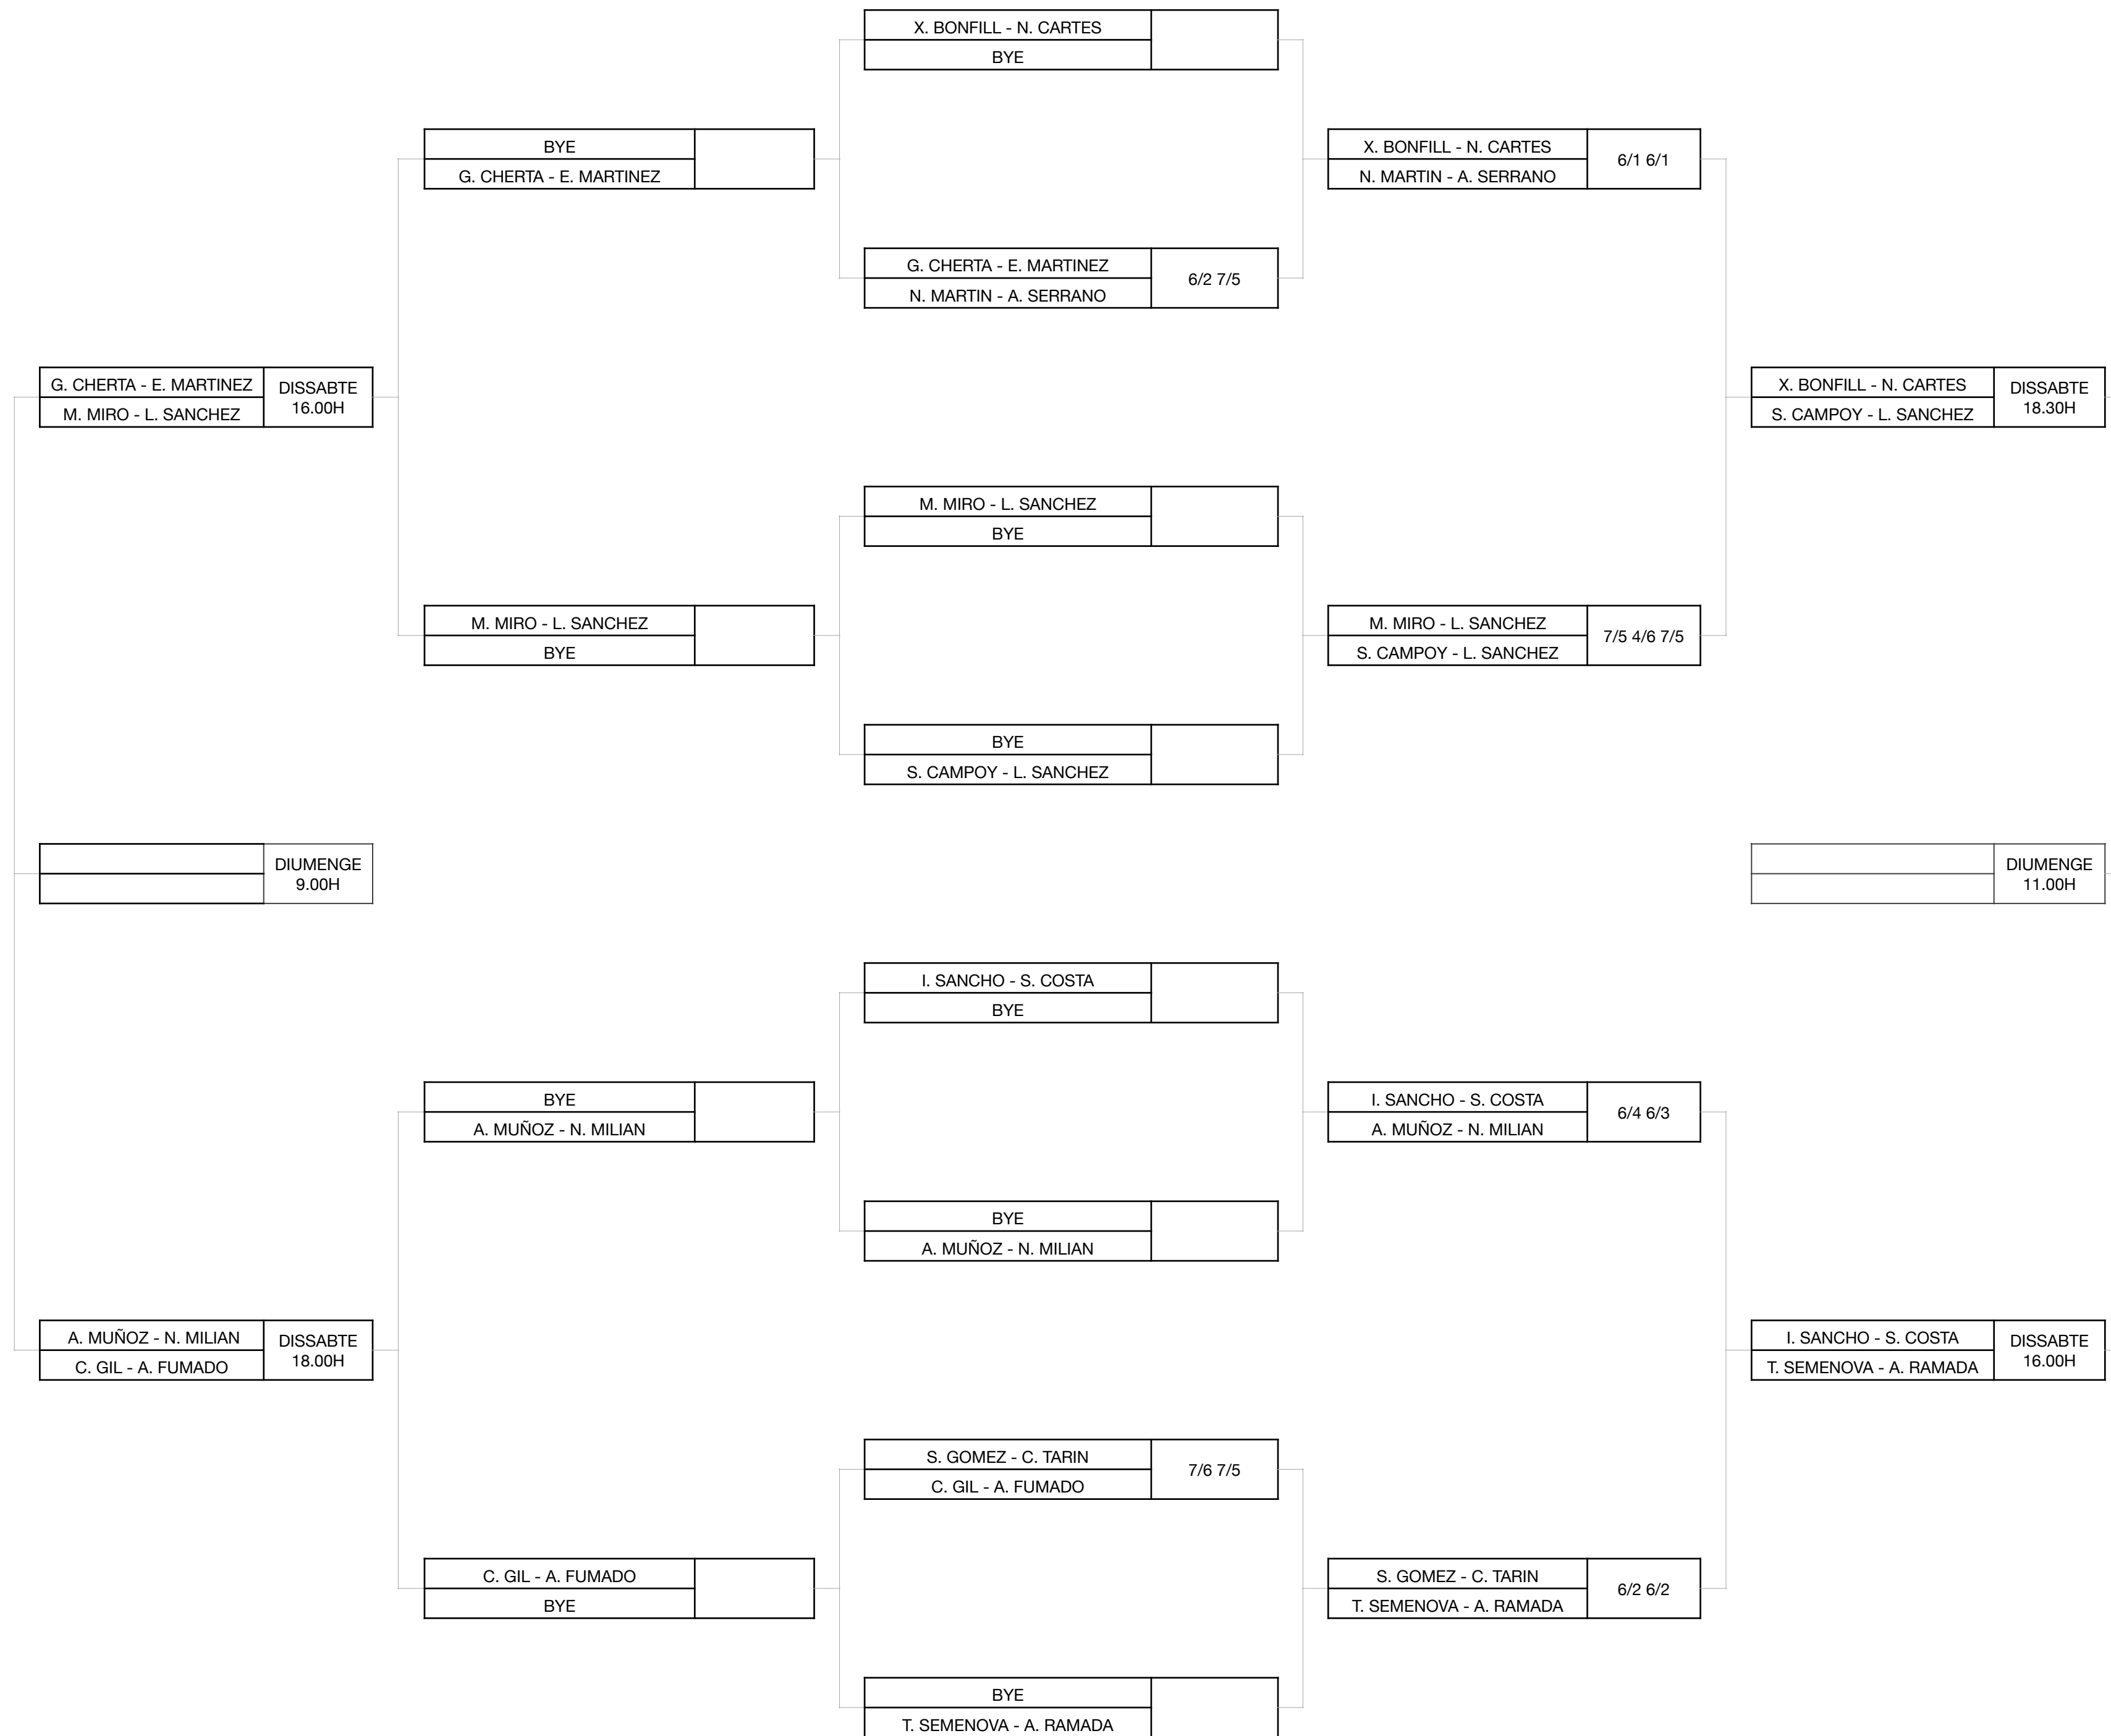 X. BONFILL - N. CARTES
BYE
BYE
G. CHERTA - E. MARTINEZ
X. BONFILL - N. CARTES
6/1 6/1
N. MARTIN - A. SERRANO
G. CHERTA - E. MARTINEZ
6/2 7/5
N. MARTIN - A. SERRANO
G. CHERTA - E. MARTINEZ
M. MIRO - L. SANCHEZ
DISSABTE
16.00H
X. BONFILL - N. CARTES
S. CAMPOY - L. SANCHEZ
DISSABTE
18.30H
M. MIRO - L. SANCHEZ
BYE
M. MIRO - L. SANCHEZ
BYE
M. MIRO - L. SANCHEZ
7/5 4/6 7/5
S. CAMPOY - L. SANCHEZ
BYE
S. CAMPOY - L. SANCHEZ
DIUMENGE
9.00H
DIUMENGE
11.00H
I. SANCHO - S. COSTA
BYE
BYE
A. MUÑOZ - N. MILIAN
I. SANCHO - S. COSTA
6/4 6/3
A. MUÑOZ - N. MILIAN
BYE
A. MUÑOZ - N. MILIAN
A. MUÑOZ - N. MILIAN
C. GIL - A. FUMADO
DISSABTE
18.00H
I. SANCHO - S. COSTA
T. SEMENOVA - A. RAMADA
DISSABTE
16.00H
S. GOMEZ - C. TARIN
7/6 7/5
C. GIL - A. FUMADO
C. GIL - A. FUMADO
BYE
S. GOMEZ - C. TARIN
6/2 6/2
T. SEMENOVA - A. RAMADA
BYE
T. SEMENOVA - A. RAMADA